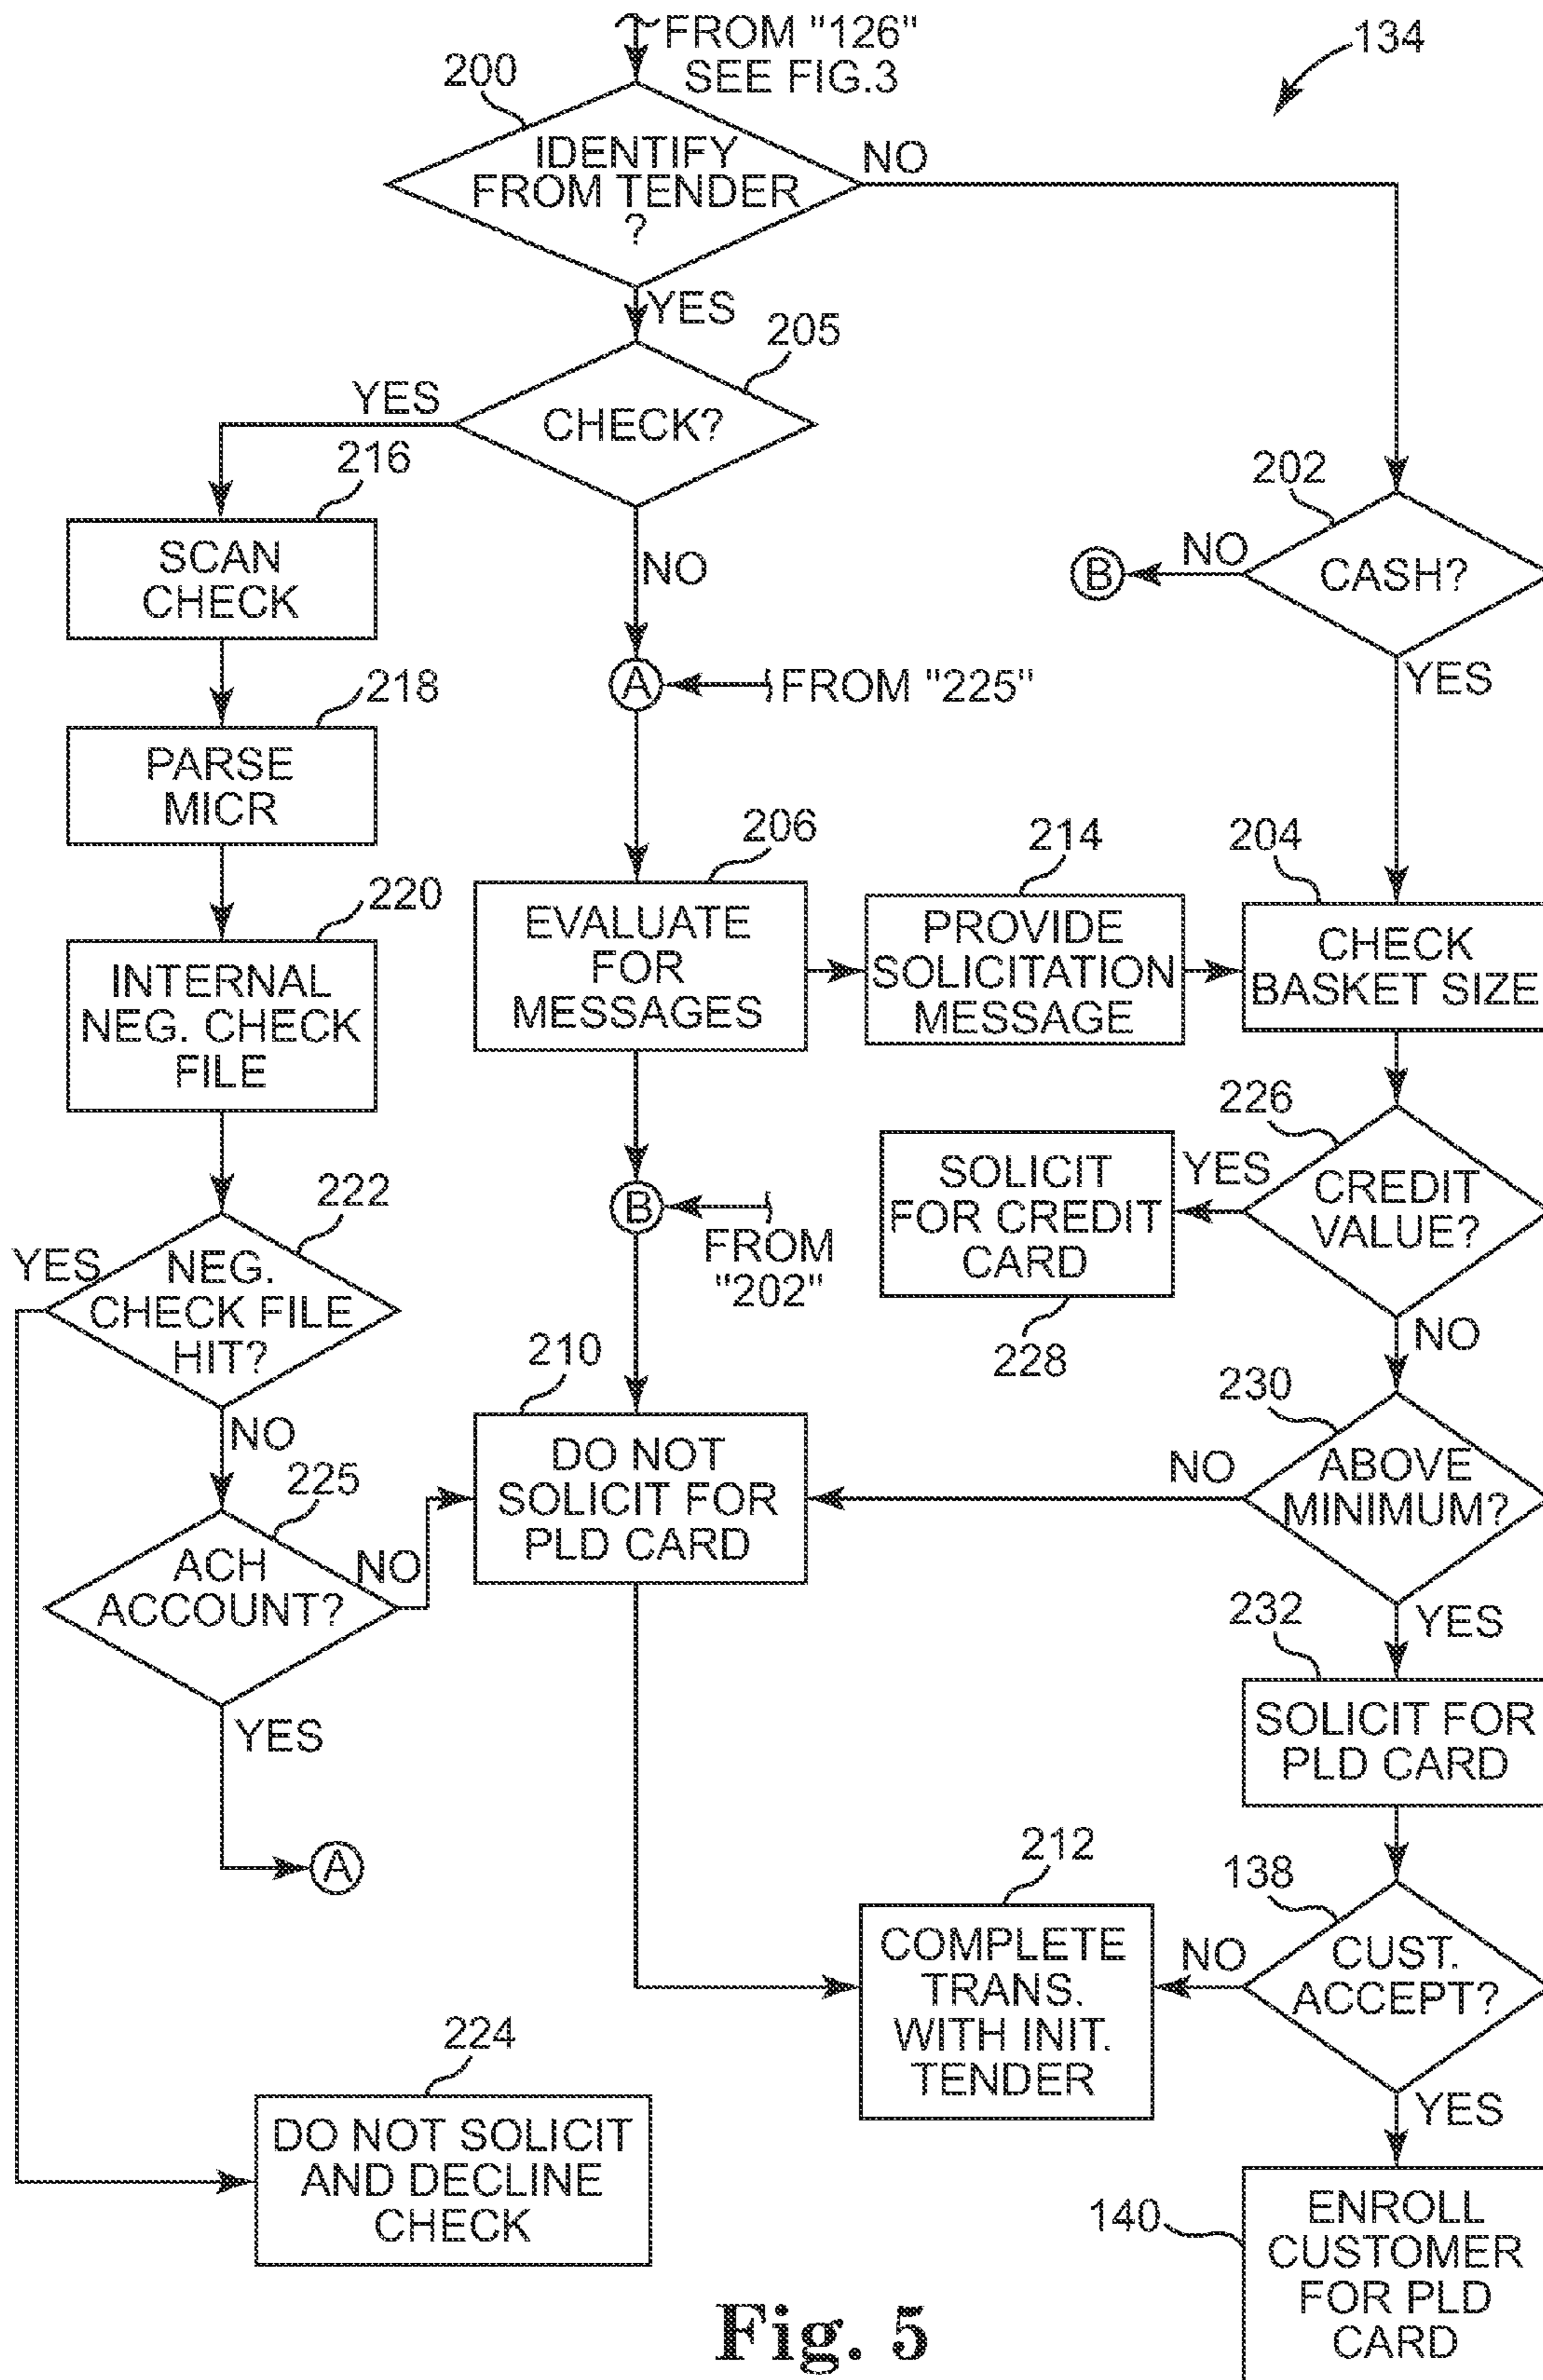 FROM "126"
SEE FIG.3
134
200
IDENTIFY
FROM TENDER
?
NO
YES
205
CHECK?
YES
NO
216
SCAN
CHECK
202
CASH?
NO
B
YES
A
FROM "225"
218
PARSE
MICR
206
EVALUATE
FOR
MESSAGES
214
PROVIDE
SOLICITATION
MESSAGE
204
CHECK
BASKET SIZE
220
INTERNAL
NEG. CHECK
FILE
226
CREDIT
VALUE?
YES
NO
SOLICIT
FOR CREDIT
CARD
228
B
FROM
"202"
222
NEG.
CHECK FILE
HIT?
YES
NO
210
DO NOT
SOLICIT FOR
PLD CARD
230
ABOVE
MINIMUM?
NO
YES
225
ACH
ACCOUNT?
NO
YES
A
232
SOLICIT FOR
PLD CARD
212
COMPLETE
TRANS.
WITH INIT.
TENDER
138
CUST.
ACCEPT?
NO
YES
224
DO NOT SOLICIT
AND DECLINE
CHECK
140
ENROLL
CUSTOMER
FOR PLD
CARD
Fig. 5